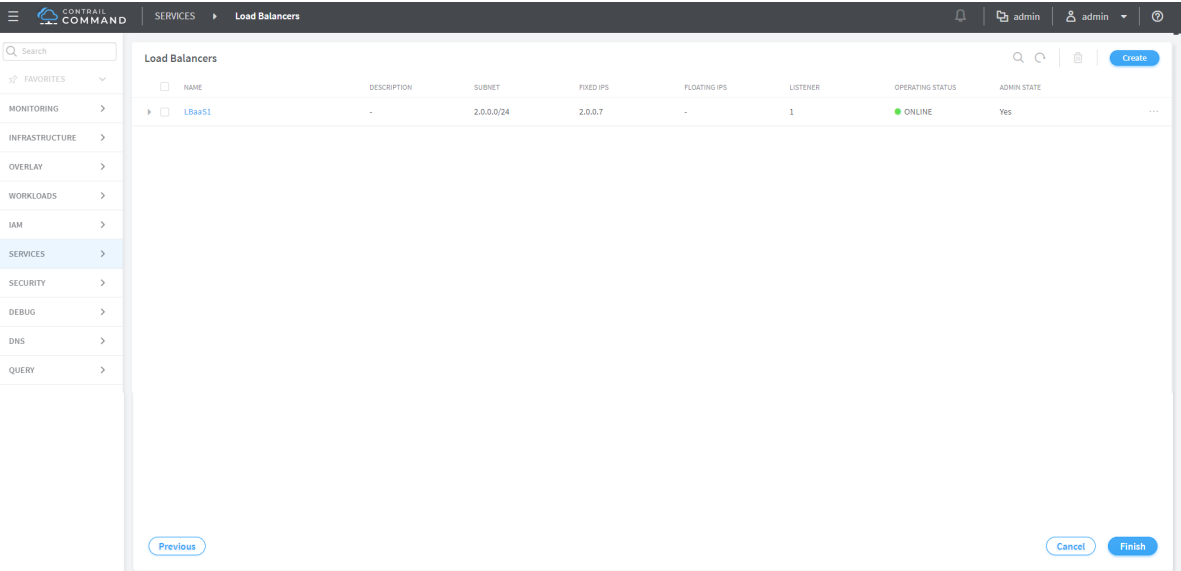 CONTRAIL
COMMAND
SERVICES
Load Balancers
admin
admin
Search
FAVORITES
MONITORING
INFRASTRUCTURE
OVERLAY
WORKLOADS
IAM
SERVICES
SECURITY
DEBUG
DNS
QUERY
Load Balancers
Create
NAME DESCRIPTION SUBNET FIXED IPS FLOATING IPS LISTENER OPERATING STATUS ADMIN STATE
LBaaS1 - 2.0.0.0/24 2.0.0.7 - 1 ONLINE Yes ...
Previous
Cancel
Finish